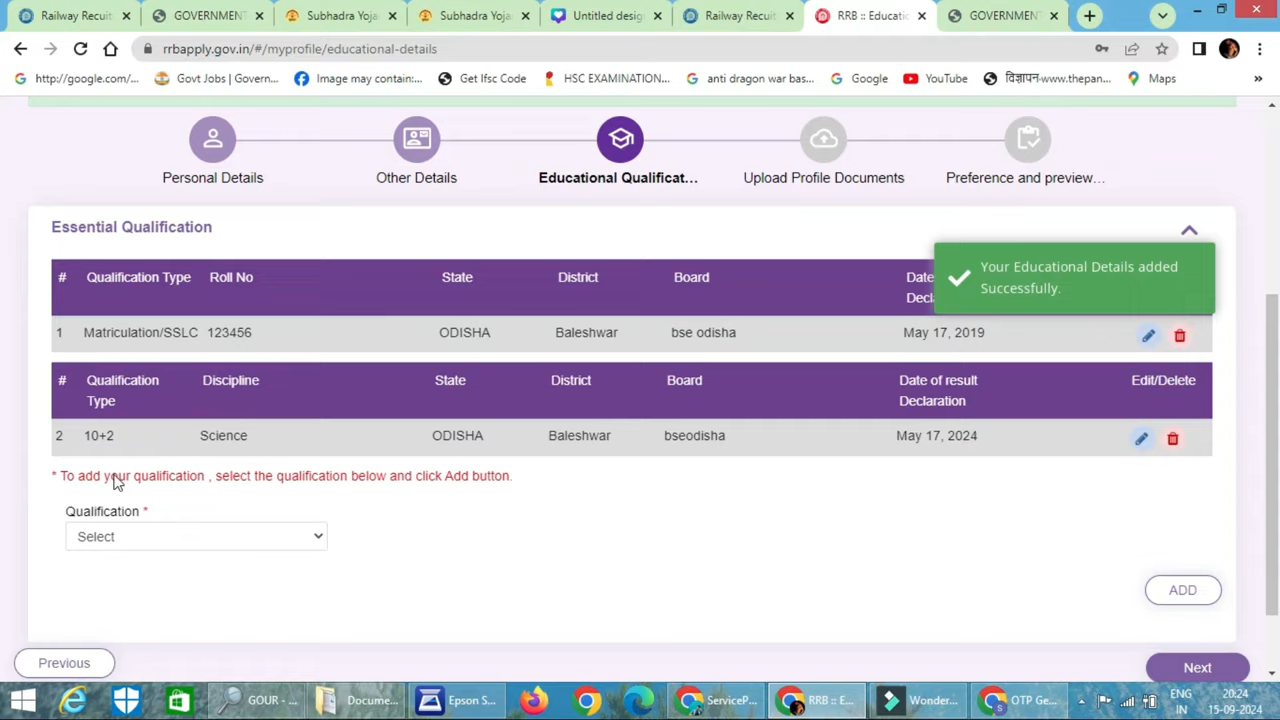 Railway Recruit
GOVERNMENT
Subhadra Yoja
Subhadra Yojan
Untitled desig
Railway Recruit
RRB :: Educatio
GOVERNMENT
rrbapply.gov.in/#/myprofile/educational-details
http://google.com/...
Govt Jobs | Govern...
Image may contain:...
Get Ifsc Code
HSC EXAMINATION...
anti dragon war bas...
Google
YouTube
विज्ञापन-www.thepan...
Maps
»
Personal Details
Other Details
Educational Qualificat...
Upload Profile Documents
Preference and preview...
Essential Qualification
Your Educational Details added
Successfully.
# Qualification Type Roll No State District Board Date
Decl
1 Matriculation/SSLC 123456 ODISHA Baleshwar bse odisha May 17, 2019
# Qualification Discipline State District Board Date of result Edit/Delete
Type Declaration
2 10+2 Science ODISHA Baleshwar bseodisha May 17, 2024
* To add your qualification , select the qualification below and click Add button.
Qualification *
Select
ADD
Previous
Next
GOUR - ...
Docume...
Epson S...
ServiceP...
RRB :: E...
Wonder...
OTP Ge...
ENG
IN
20:24
15-09-2024